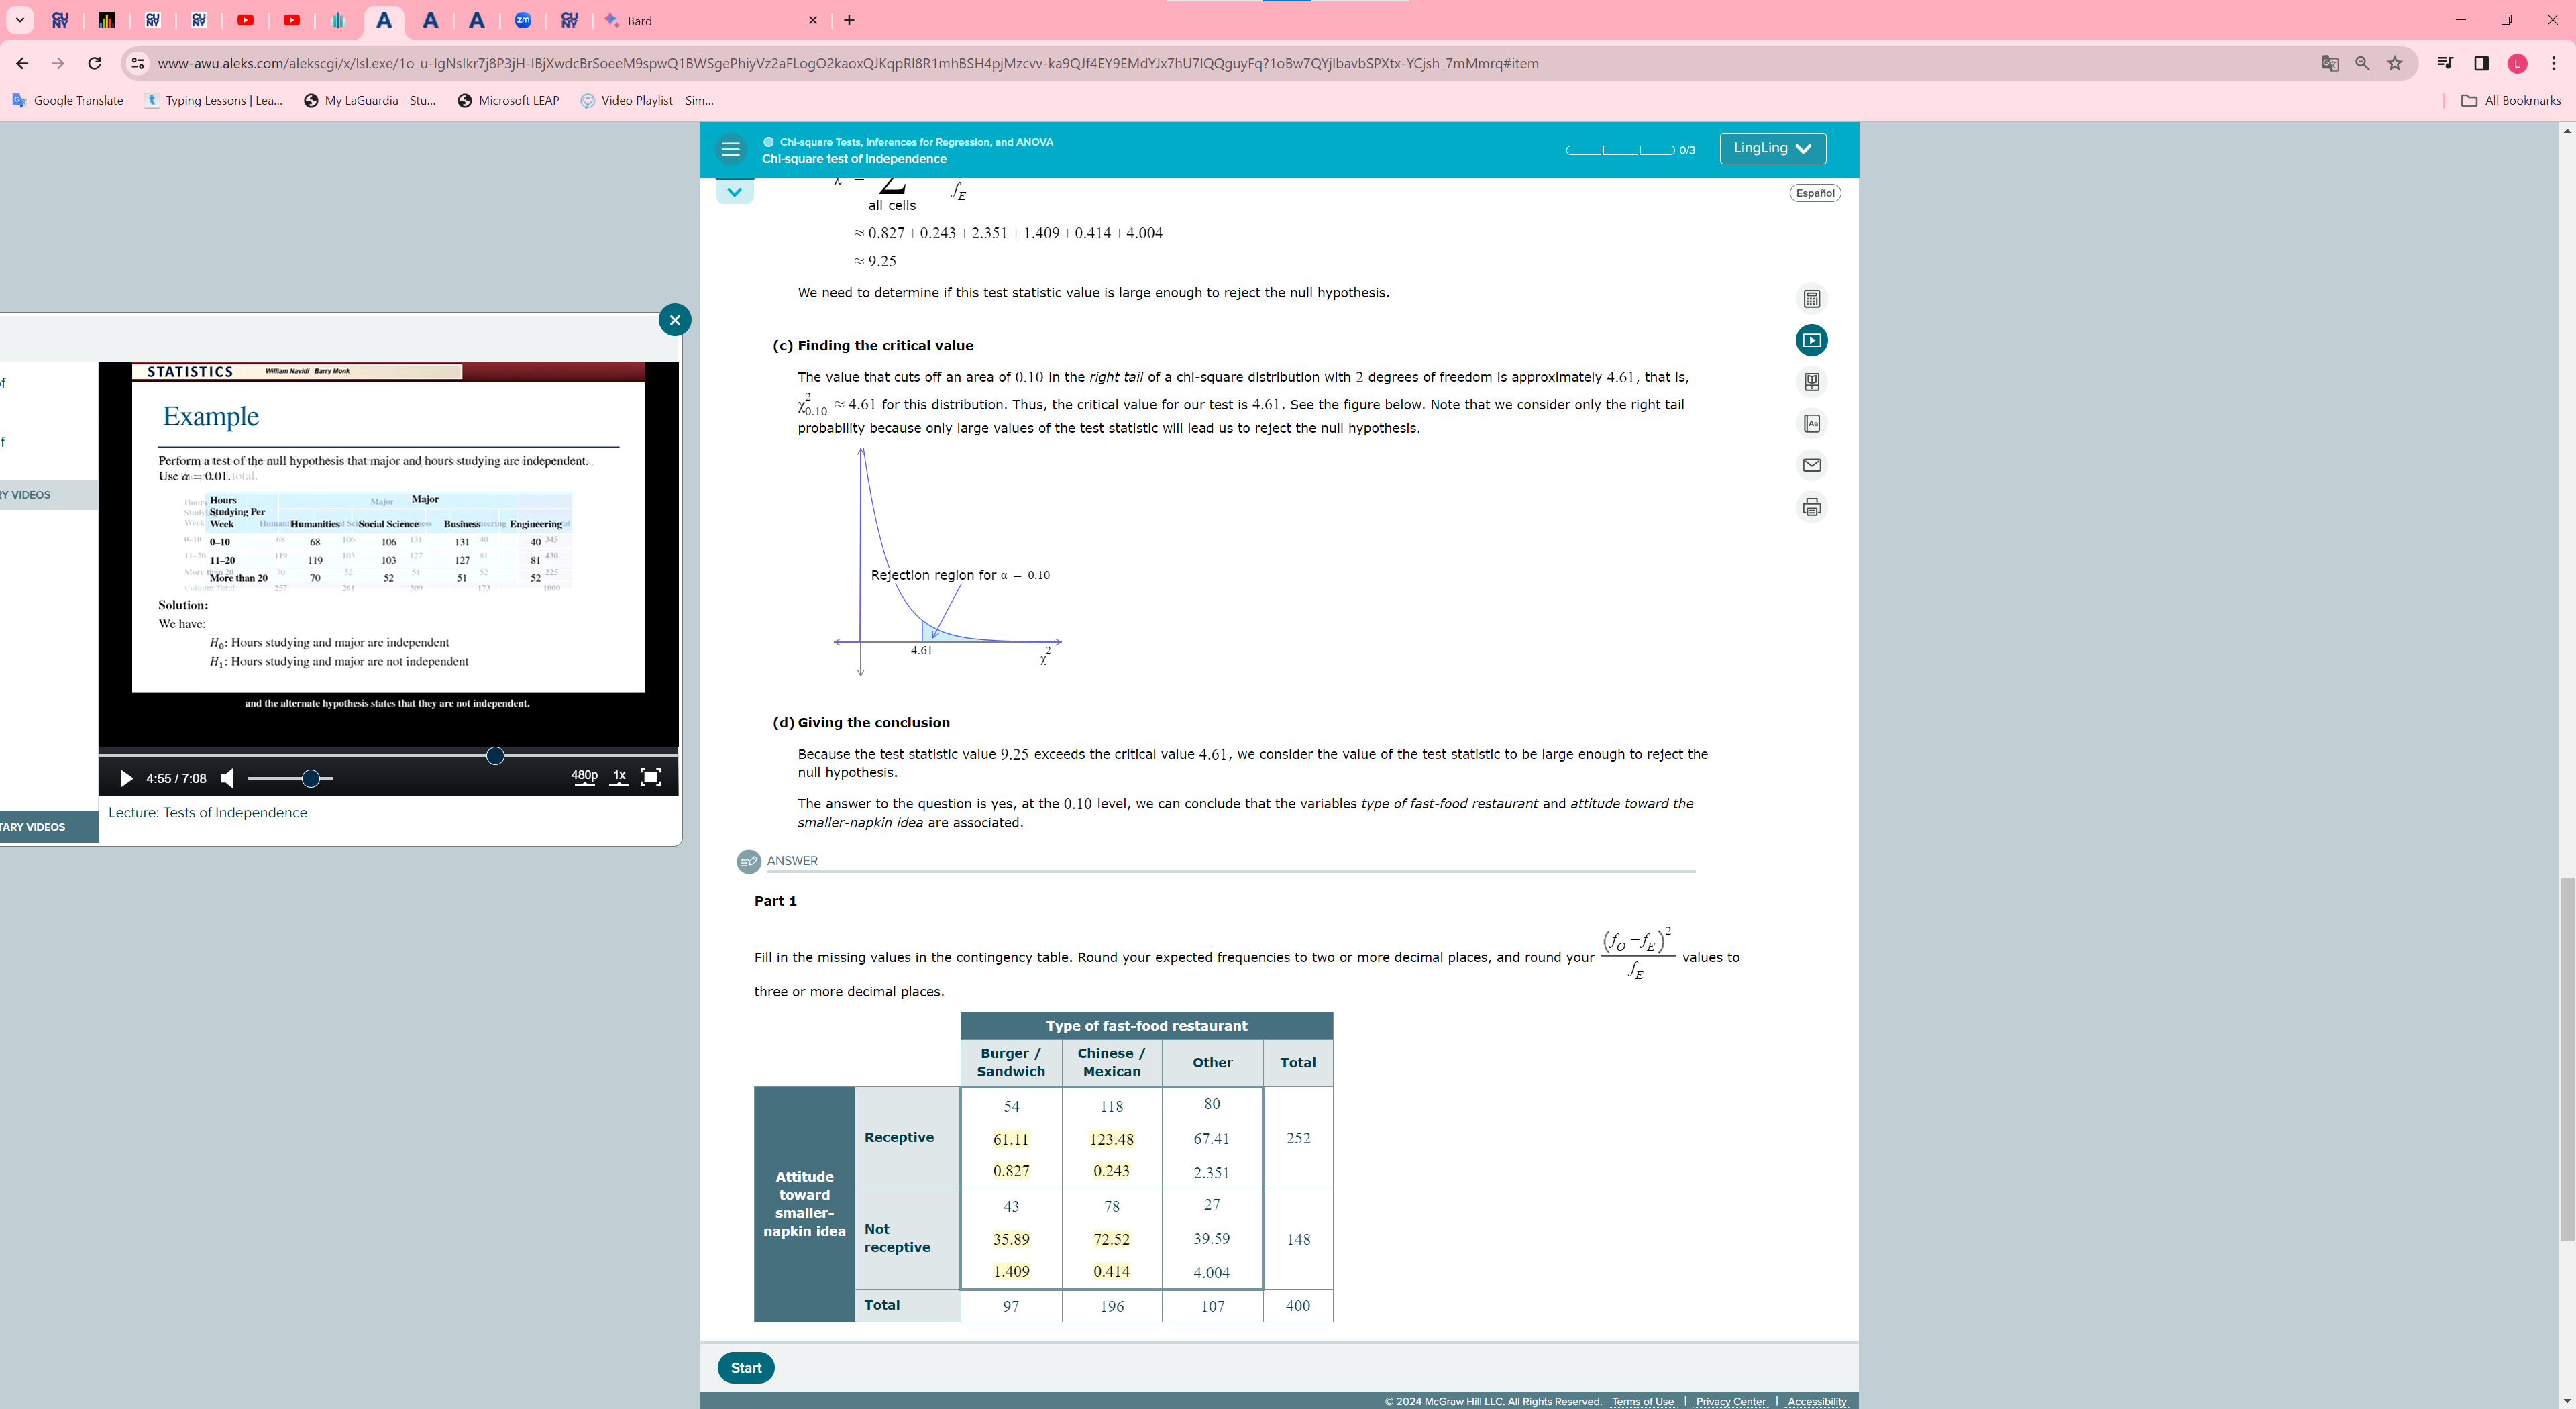 Bard
www-awu.aleks.com/alekscgi/x/Isl.exe/1o_u-IgNsIkr7j8P3jH-IBjXwdcBrSoeeM9spwQ1BWSgePhiyVz2aFLogO2kaoxQJKqpRl8R1mhBSH4pjMzcvv-ka9QJf4EY9EMdYJx7hU7lQQguyFq?1oBw7QYjlbavbSPXtx-YCjsh_7mMmrq#item
Google Translate
Typing Lessons | Lea...
My LaGuardia - Stu...
Microsoft LEAP
Video Playlist – Sim...
All Bookmarks
Chi-square Tests, Inferences for Regression, and ANOVA
Chi-square test of independence
0/3
LingLing
Español
all cells
f_E
≈ 0.827 + 0.243 + 2.351 + 1.409 + 0.414 + 4.004
≈ 9.25
We need to determine if this test statistic value is large enough to reject the null hypothesis.
(c) Finding the critical value
The value that cuts off an area of 0.10 in the right tail of a chi-square distribution with 2 degrees of freedom is approximately 4.61, that is,
χ²0.10 ≈ 4.61 for this distribution. Thus, the critical value for our test is 4.61. See the figure below. Note that we consider only the right tail
probability because only large values of the test statistic will lead us to reject the null hypothesis.
Rejection region for α = 0.10
4.61
χ²
(d) Giving the conclusion
Because the test statistic value 9.25 exceeds the critical value 4.61, we consider the value of the test statistic to be large enough to reject the
null hypothesis.
The answer to the question is yes, at the 0.10 level, we can conclude that the variables type of fast-food restaurant and attitude toward the
smaller-napkin idea are associated.
ANSWER
Part 1
Fill in the missing values in the contingency table. Round your expected frequencies to two or more decimal places, and round your (f_O − f_E)² / f_E values to
three or more decimal places.
Type of fast-food restaurant
Burger / Sandwich
Chinese / Mexican
Other
Total
Attitude toward smaller-napkin idea
Receptive
54 118 80
61.11 123.48 67.41 252
0.827 0.243 2.351
Not receptive
43 78 27
35.89 72.52 39.59 148
1.409 0.414 4.004
Total 97 196 107 400
Start
© 2024 McGraw Hill LLC. All Rights Reserved. Terms of Use | Privacy Center | Accessibility
STATISTICS
William Navidi Barry Monk
Example
Perform a test of the null hypothesis that major and hours studying are independent.
Use α = 0.01.
Hours Studying Per Week
Major
Humanities Social Science Business Engineering
0–10 68 106 131 40
11–20 119 103 127 81
More than 20 70 52 51 52
Solution:
We have:
H₀: Hours studying and major are independent
H₁: Hours studying and major are not independent
and the alternate hypothesis states that they are not independent.
4:55 / 7:08
480p
1x
Lecture: Tests of Independence
RY VIDEOS
TARY VIDEOS